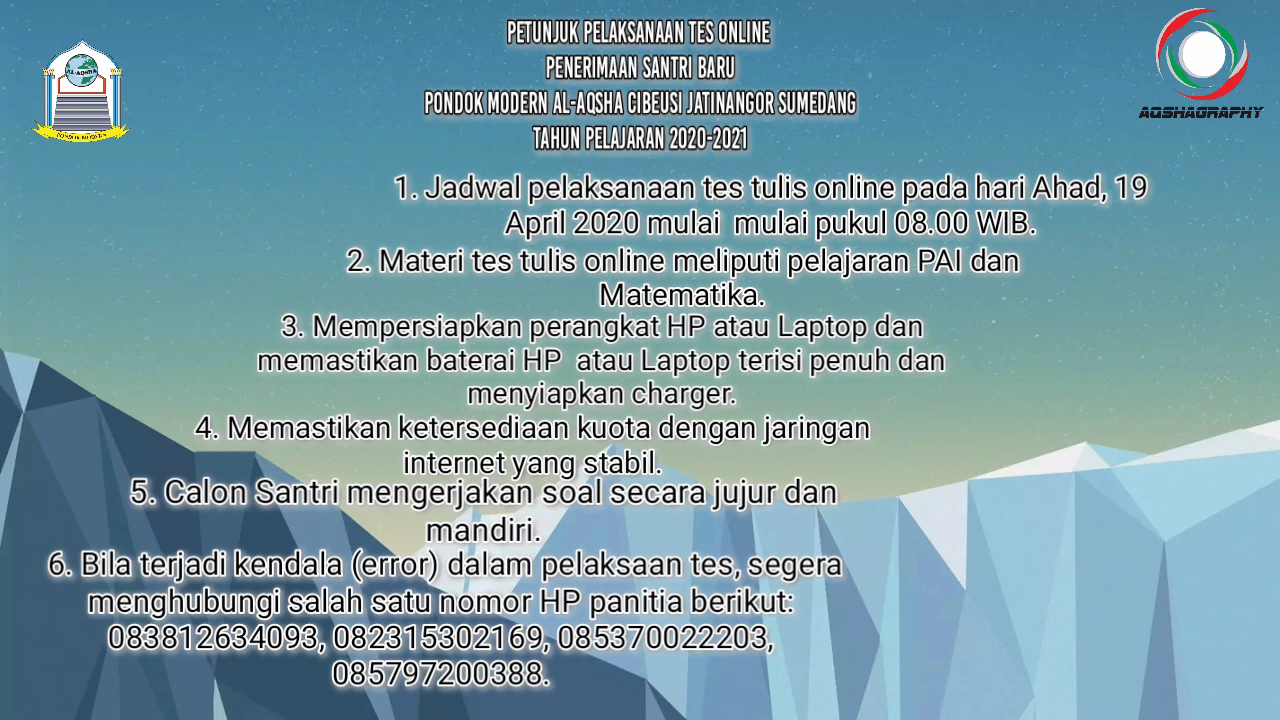 PETUNJUK PELAKSANAAN TES ONLINE
PENERIMAAN SANTRI BARU
PONDOK MODERN AL-AQSHA CIBEUSI JATINANGOR SUMEDANG
TAHUN PELAJARAN 2020-2021
AL-AQSHA
PONDOK MODERN
AQSHAGRAPHY
1. Jadwal pelaksanaan tes tulis online pada hari Ahad, 19
April 2020 mulai  mulai pukul 08.00 WIB.
2. Materi tes tulis online meliputi pelajaran PAI dan
Matematika.
3. Mempersiapkan perangkat HP atau Laptop dan
memastikan baterai HP  atau Laptop terisi penuh dan
menyiapkan charger.
4. Memastikan ketersediaan kuota dengan jaringan
internet yang stabil.
5. Calon Santri mengerjakan soal secara jujur dan
mandiri.
6. Bila terjadi kendala (error) dalam pelaksaan tes, segera
menghubungi salah satu nomor HP panitia berikut:
083812634093, 082315302169, 085370022203,
085797200388.